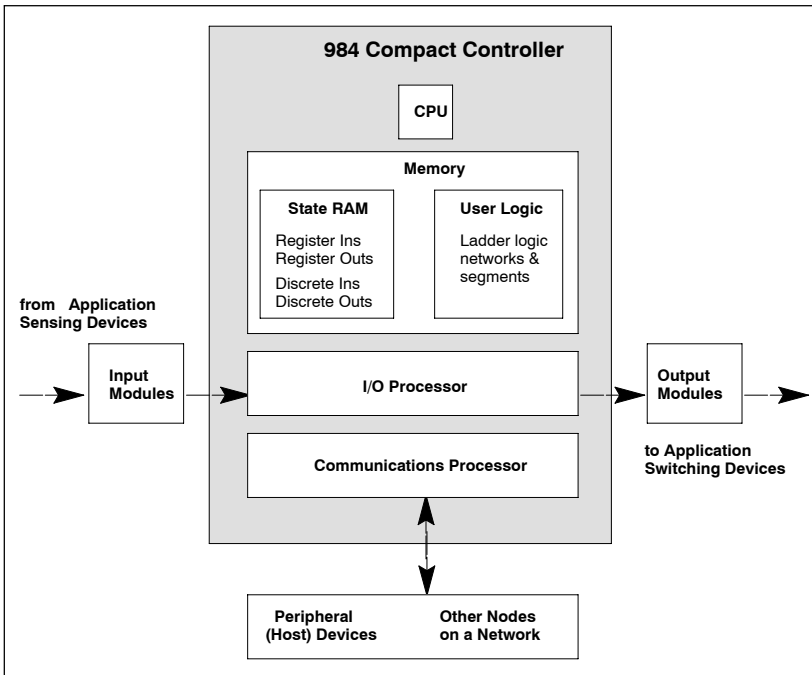 984 Compact Controller
CPU
Memory
State RAM
Register Ins
Register Outs
Discrete Ins
Discrete Outs
User Logic
Ladder logic
networks &
segments
from Application
Sensing Devices
Input
Modules
I/O Processor
Output
Modules
to Application
Switching Devices
Communications Processor
Peripheral
(Host) Devices
Other Nodes
on a Network